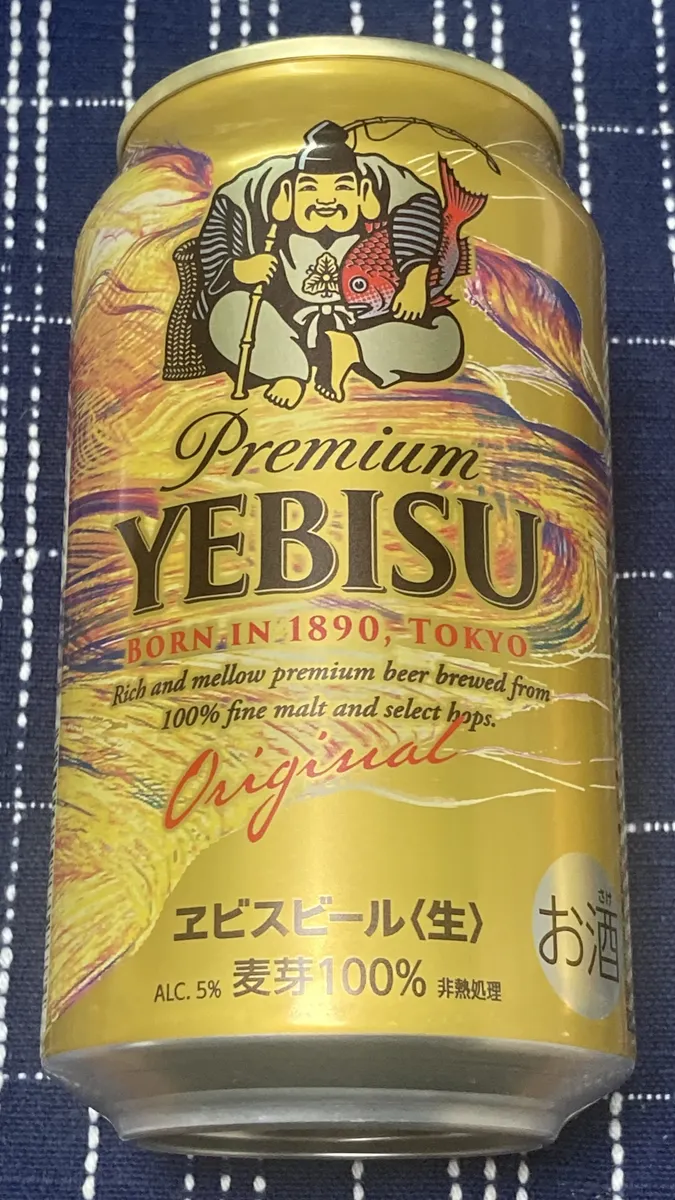 Premium
YEBISU
BORN IN 1890, TOKYO
Rich and mellow premium beer brewed from
100% fine malt and select hops.
Original
ヱビスビール〈生〉
ALC. 5% 麦芽100% 非熱処理
さけ
お酒